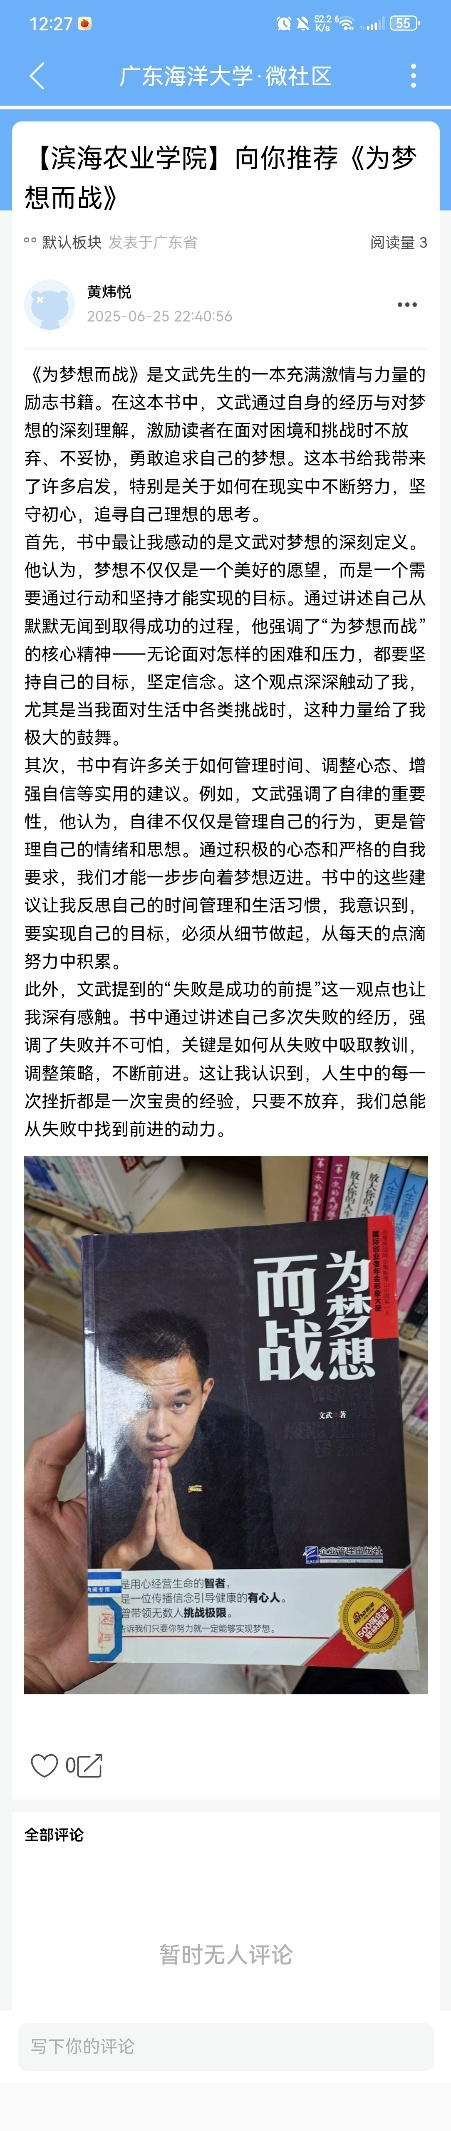 12:27
52.2 6
K/s
55
广东海洋大学·微社区
【滨海农业学院】向你推荐《为梦
想而战》
默认板块 发表于广东省
阅读量 3
黄炜悦
2025-06-25 22:40:56
《为梦想而战》是文武先生的一本充满激情与力量的
励志书籍。在这本书中，文武通过自身的经历与对梦
想的深刻理解，激励读者在面对困境和挑战时不放
弃、不妥协，勇敢追求自己的梦想。这本书给我带来
了许多启发，特别是关于如何在现实中不断努力，坚
守初心，追寻自己理想的思考。
首先，书中最让我感动的是文武对梦想的深刻定义。
他认为，梦想不仅仅是一个美好的愿望，而是一个需
要通过行动和坚持才能实现的目标。通过讲述自己从
默默无闻到取得成功的过程，他强调了“为梦想而战”
的核心精神——无论面对怎样的困难和压力，都要坚
持自己的目标，坚定信念。这个观点深深触动了我，
尤其是当我面对生活中各类挑战时，这种力量给了我
极大的鼓舞。
其次，书中有许多关于如何管理时间、调整心态、增
强自信等实用的建议。例如，文武强调了自律的重要
性，他认为，自律不仅仅是管理自己的行为，更是管
理自己的情绪和思想。通过积极的心态和严格的自我
要求，我们才能一步步向着梦想迈进。书中的这些建
议让我反思自己的时间管理和生活习惯，我意识到，
要实现自己的目标，必须从细节做起，从每天的点滴
努力中积累。
此外，文武提到的“失败是成功的前提”这一观点也让
我深有感触。书中通过讲述自己多次失败的经历，强
调了失败并不可怕，关键是如何从失败中吸取教训，
调整策略，不断前进。这让我认识到，人生中的每一
次挫折都是一次宝贵的经验，只要不放弃，我们总能
从失败中找到前进的动力。
为梦想
而战
文武 著
企业管理出版社
是用心经营生命的智者，
是一位传播信念引导健康的有心人。
曾带领无数人挑战极限。
告诉我们只要你努力就一定能够实现梦想。
0
全部评论
暂时无人评论
写下你的评论